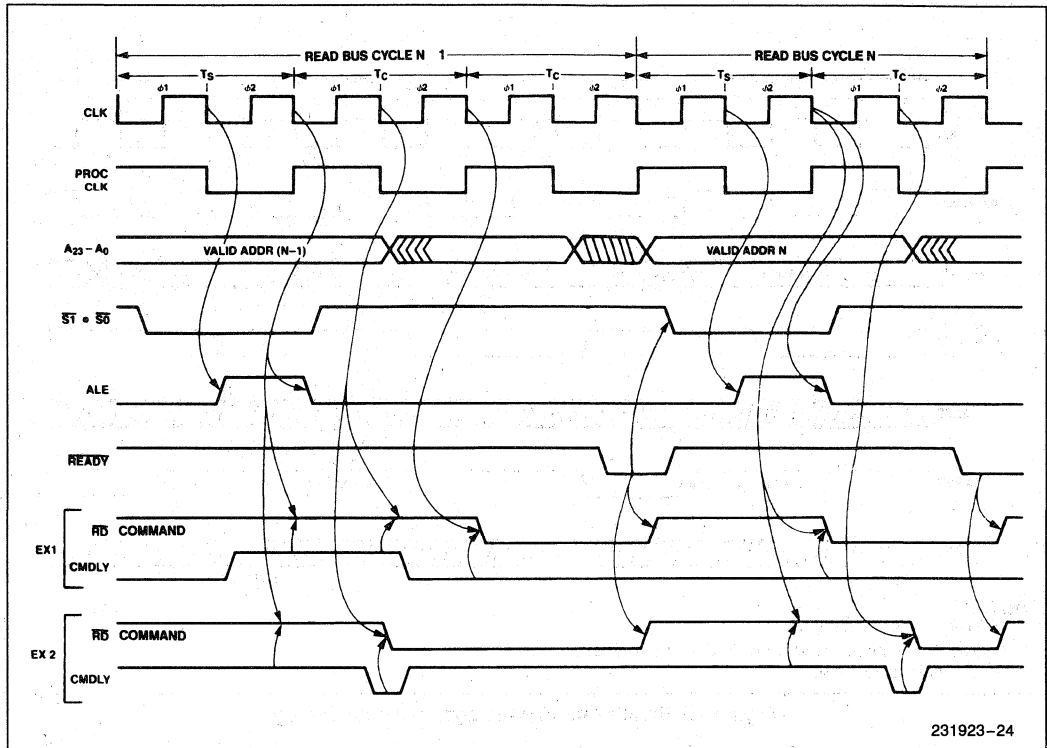 READ BUS CYCLE N 1 READ BUS CYCLE N
TS TC TC TS TC
ϕ1 ϕ2 ϕ1 ϕ2 ϕ1 ϕ2 ϕ1 ϕ2 ϕ1 ϕ2
CLK
PROC
CLK
A23 – A0 VALID ADDR (N–1) VALID ADDR N
S1 • S0
ALE
READY
EX1
RD COMMAND
CMDLY
EX 2
RD COMMAND
CMDLY
231923–24